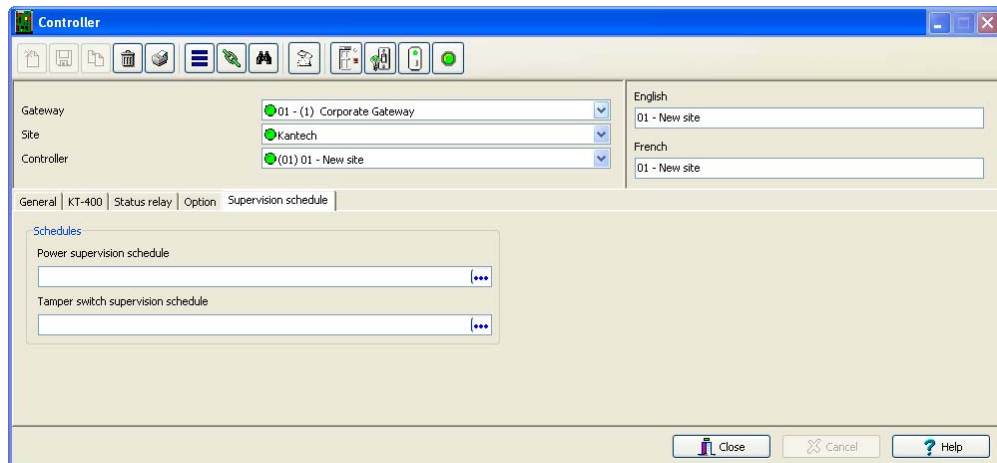 Controller
Gateway
01 - (1) Corporate Gateway
Site
Kantech
Controller
(01) 01 - New site
English
01 - New site
French
01 - New site
General
KT-400
Status relay
Option
Supervision schedule
Schedules
Power supervision schedule
Tamper switch supervision schedule
Close
Cancel
? Help